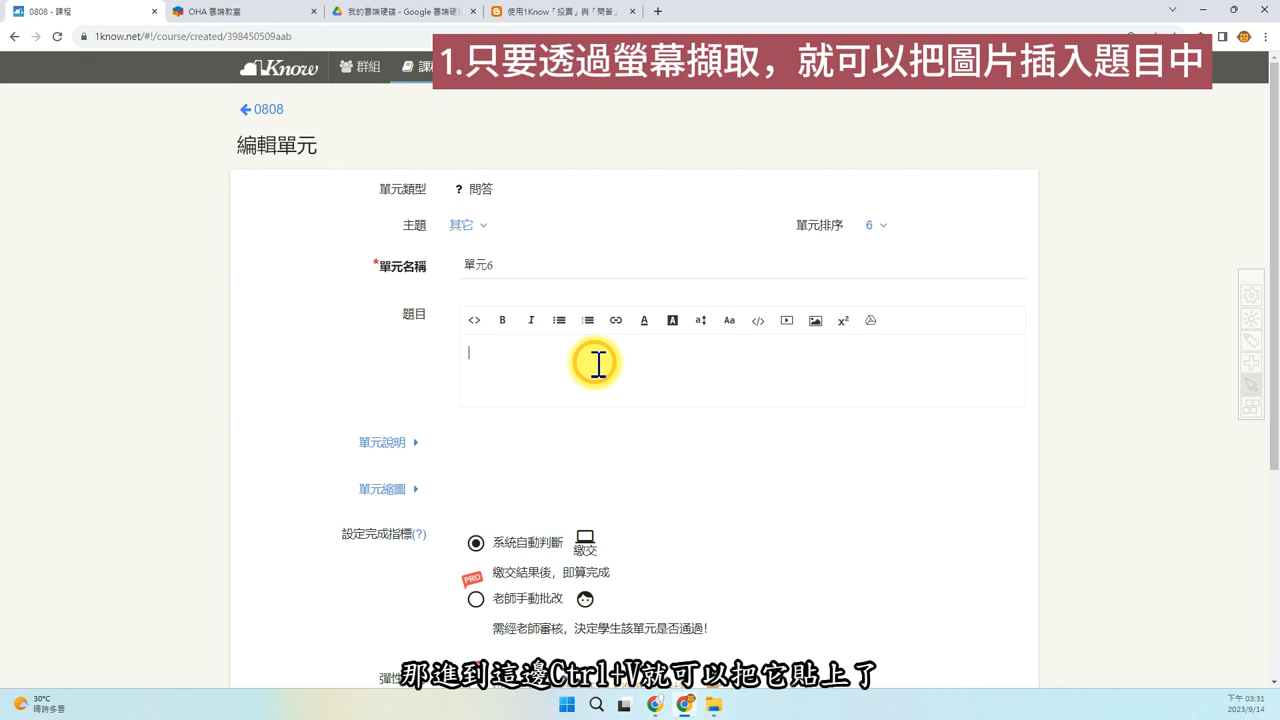 0808 - 課程
OHA 雲端教室
我的雲端硬碟 - Google 雲端硬碟
使用1Know「投票」與「問答」
1know.net/#!/course/created/398450509aab
1Know
群組
課
1.只要透過螢幕擷取，就可以把圖片插入題目中
0808
編輯單元
單元類型
? 問答
主題
其它
單元排序
6
*單元名稱
單元6
題目
單元說明
單元縮圖
設定完成指標(?)
系統自動判斷
繳交
繳交結果後，即算完成
PRO
老師手動批改
需經老師審核，決定學生該單元是否通過！
彈性
那進到這邊Ctrl+V就可以把它貼上了
30°C
晴時多雲
下午 03:31
2023/9/14